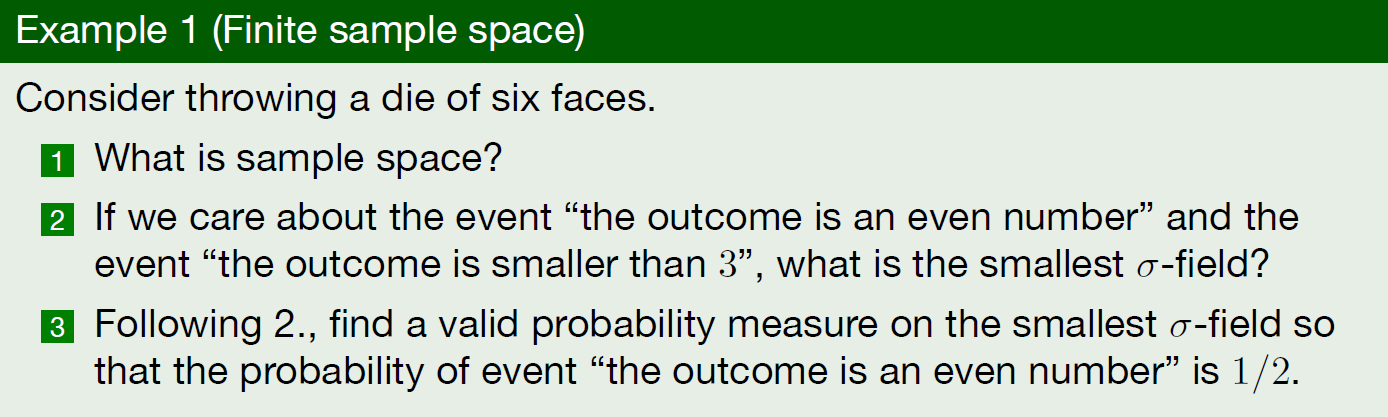 Example 1 (Finite sample space)
Consider throwing a die of six faces.
1 What is sample space?
2 If we care about the event “the outcome is an even number” and the
event “the outcome is smaller than 3”, what is the smallest σ-field?
3 Following 2., find a valid probability measure on the smallest σ-field so
that the probability of event “the outcome is an even number” is 1/2.